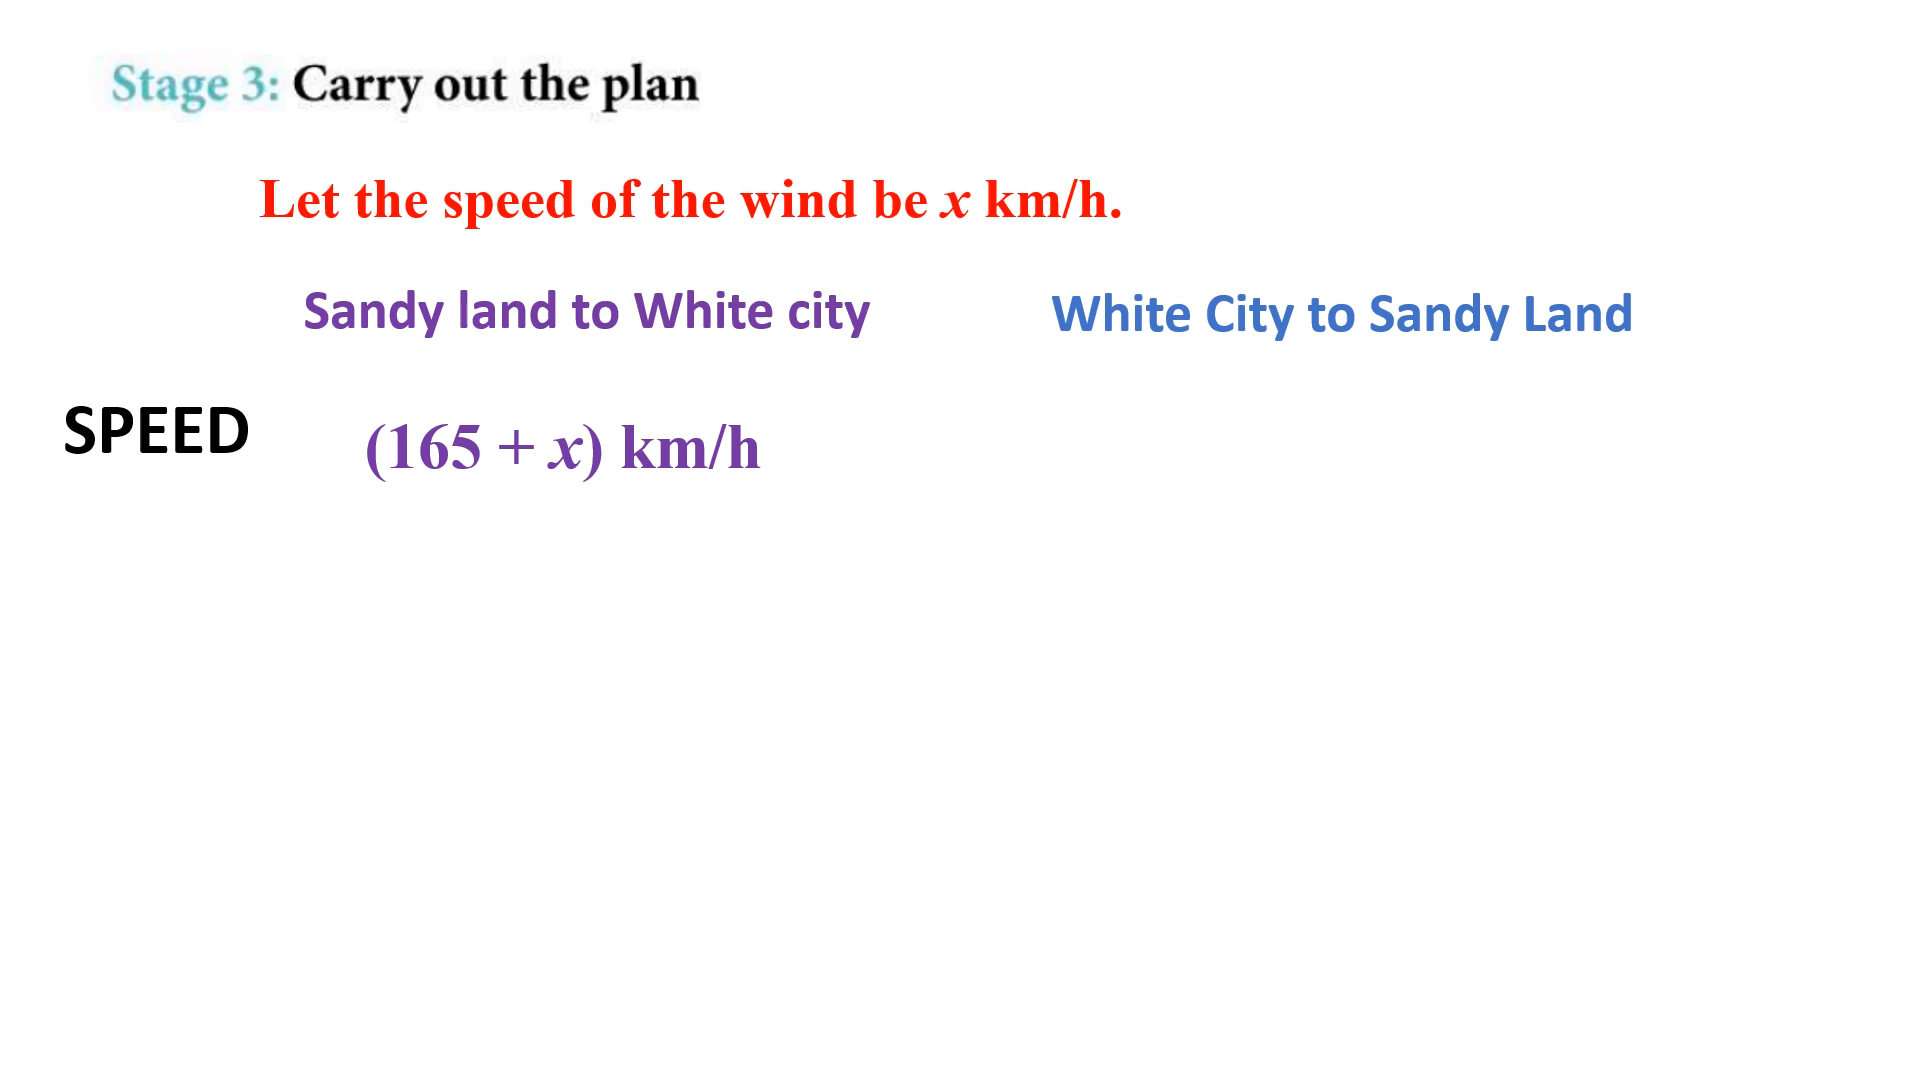 Stage 3: Carry out the plan
Let the speed of the wind be x km/h.
Sandy land to White city
White City to Sandy Land
SPEED
(165 + x) km/h